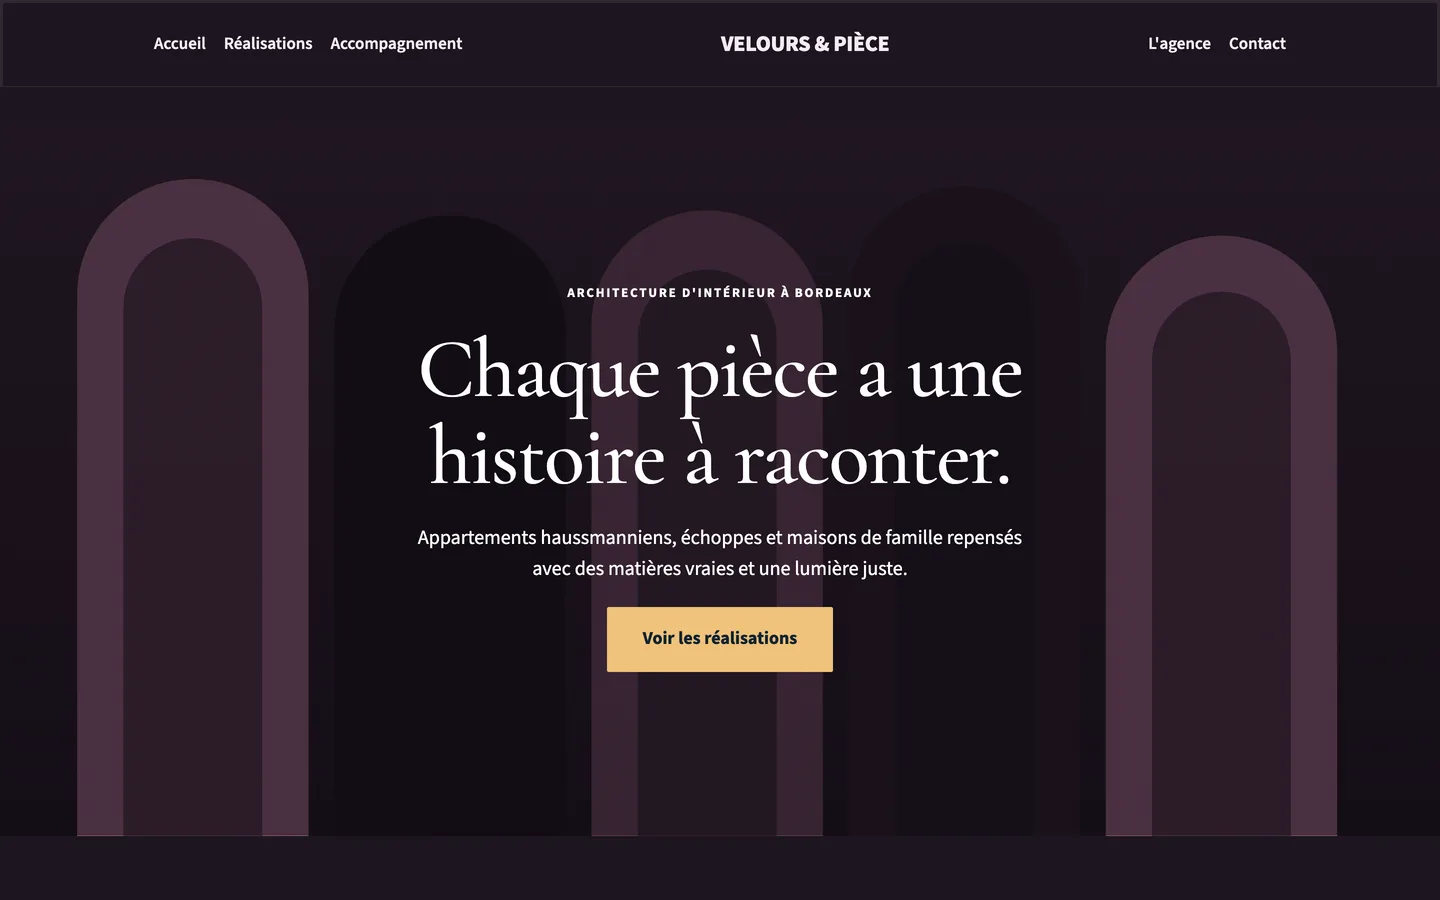 Accueil Réalisations Accompagnement VELOURS & PIÈCE L'agence Contact
ARCHITECTURE D'INTÉRIEUR À BORDEAUX
Chaque pièce a une
histoire à raconter.
Appartements haussmanniens, échoppes et maisons de famille repensés
avec des matières vraies et une lumière juste.
Voir les réalisations